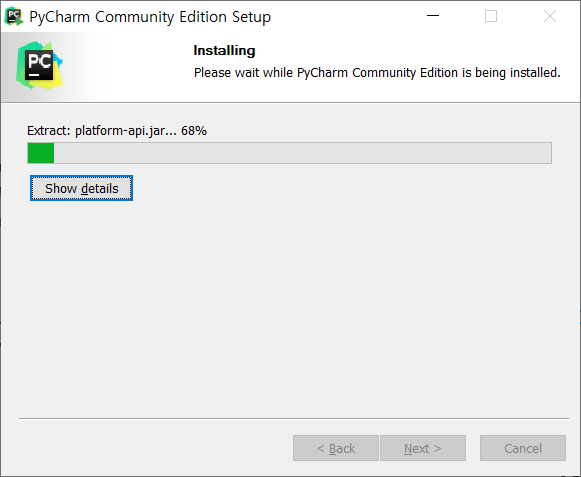 PC PyCharm Community Edition Setup
PC
Installing
Please wait while PyCharm Community Edition is being installed.
Extract: platform-api.jar... 68%
Show details
< Back
Next >
Cancel